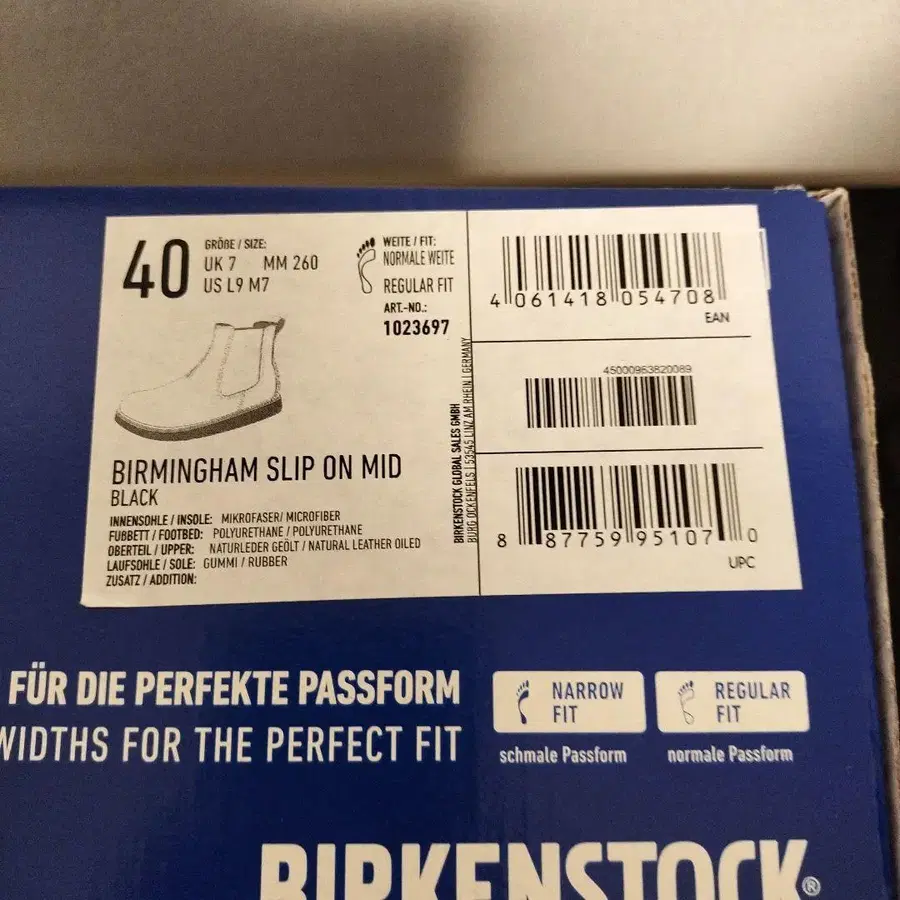 40
GRÖßE / SIZE:
UK 7 MM 260
US L9 M7
WEITE / FIT:
NORMALE WEITE
REGULAR FIT
ART.-NO.:
1023697
BIRMINGHAM SLIP ON MID
BLACK
INNENSOHLE / INSOLE: MIKROFASER/ MICROFIBER
FUßBETT / FOOTBED: POLYURETHANE / POLYURETHANE
OBERTEIL / UPPER: NATURLEDER GEÖLT / NATURAL LEATHER OILED
LAUFSOHLE / SOLE: GUMMI / RUBBER
ZUSATZ / ADDITION:
BIRKENSTOCK GLOBAL SALES GMBH
BURG OCKENFELS | 53545 LINZ AM RHEIN | GERMANY
4 061418 054708
EAN
45000963820089
8 87759 95107 0
UPC
FÜR DIE PERFEKTE PASSFORM
WIDTHS FOR THE PERFECT FIT
NARROW
FIT
schmale Passform
REGULAR
FIT
normale Passform
BIRKENSTOCK®